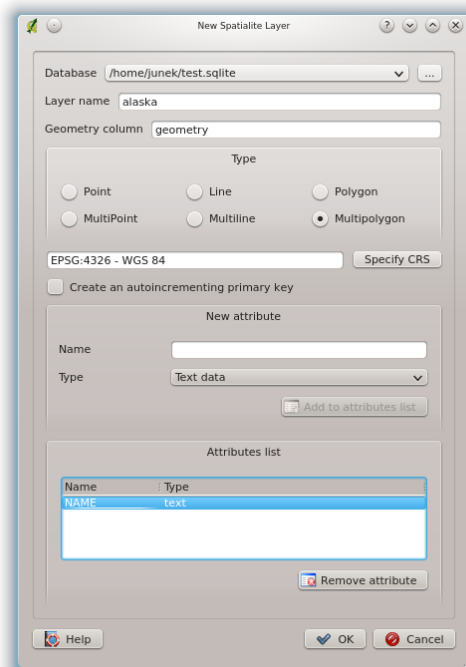 New Spatialite Layer
Database /home/junek/test.sqlite ...
Layer name alaska
Geometry column geometry
Type
Point Line Polygon
MultiPoint Multiline Multipolygon
EPSG:4326 - WGS 84 Specify CRS
Create an autoincrementing primary key
New attribute
Name
Type Text data
Add to attributes list
Attributes list
Name Type
NAME text
Remove attribute
Help OK Cancel